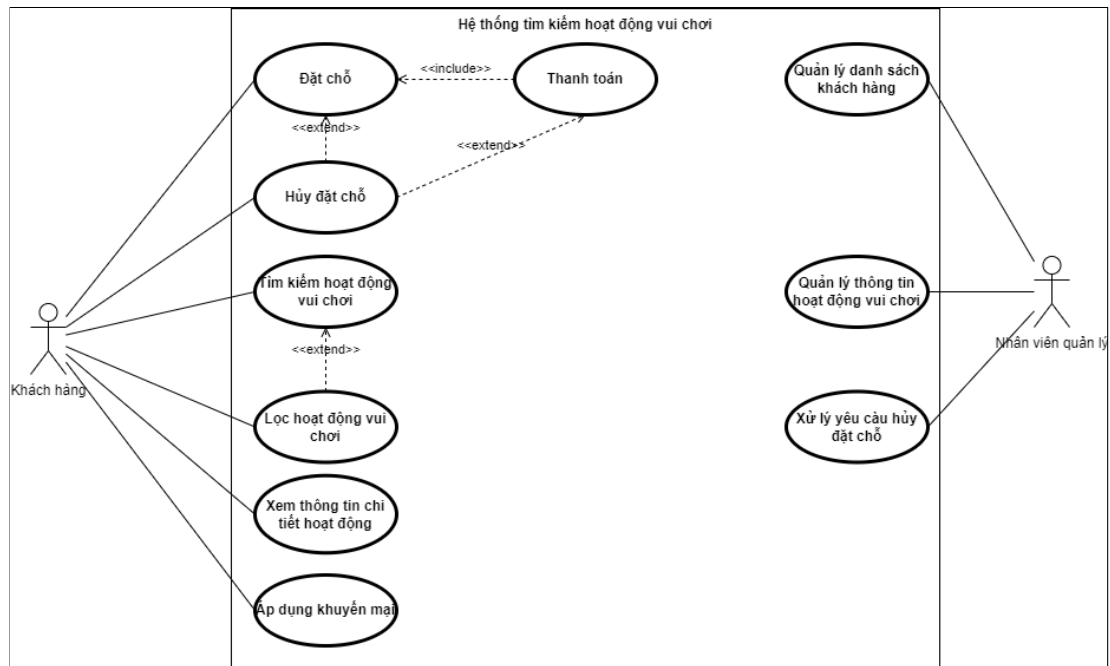 Hệ thống tìm kiếm hoạt động vui chơi
Đặt chỗ
<<include>>
Thanh toán
Quản lý danh sách
khách hàng
<<extend>>
<<extend>>
Hủy đặt chỗ
Tìm kiếm hoạt động
vui chơi
Quản lý thông tin
hoạt động vui chơi
Nhân viên quản lý
<<extend>>
Khách hàng
Lọc hoạt động vui
chơi
Xử lý yêu cầu hủy
đặt chỗ
Xem thông tin chi
tiết hoạt động
Áp dụng khuyến mại